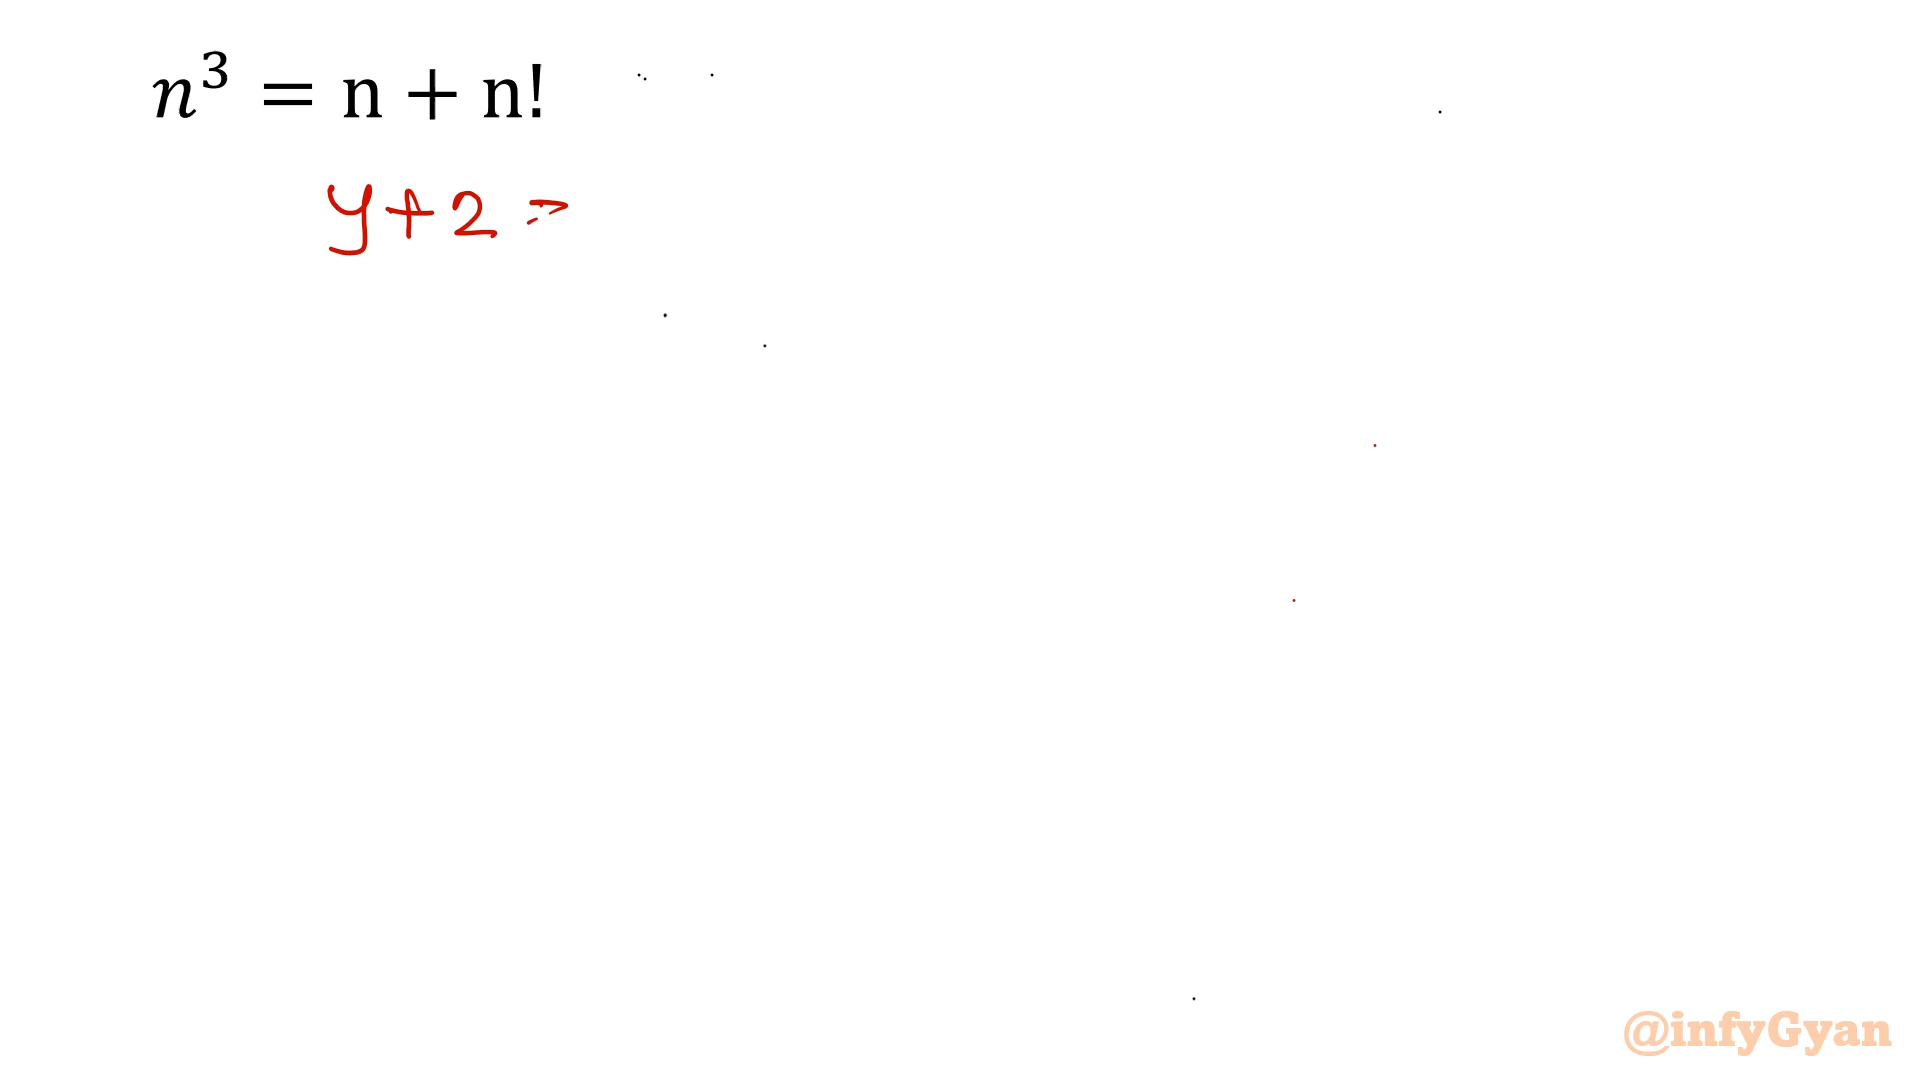 n³ = n + n!
y+2 =
@infyGyan